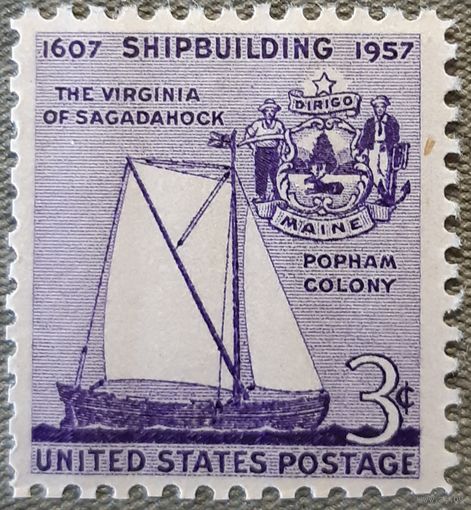 1607 SHIPBUILDING 1957
THE VIRGINIA
OF SAGADAHOCK
DIRIGO
MAINE
POPHAM
COLONY
3¢
UNITED STATES POSTAGE